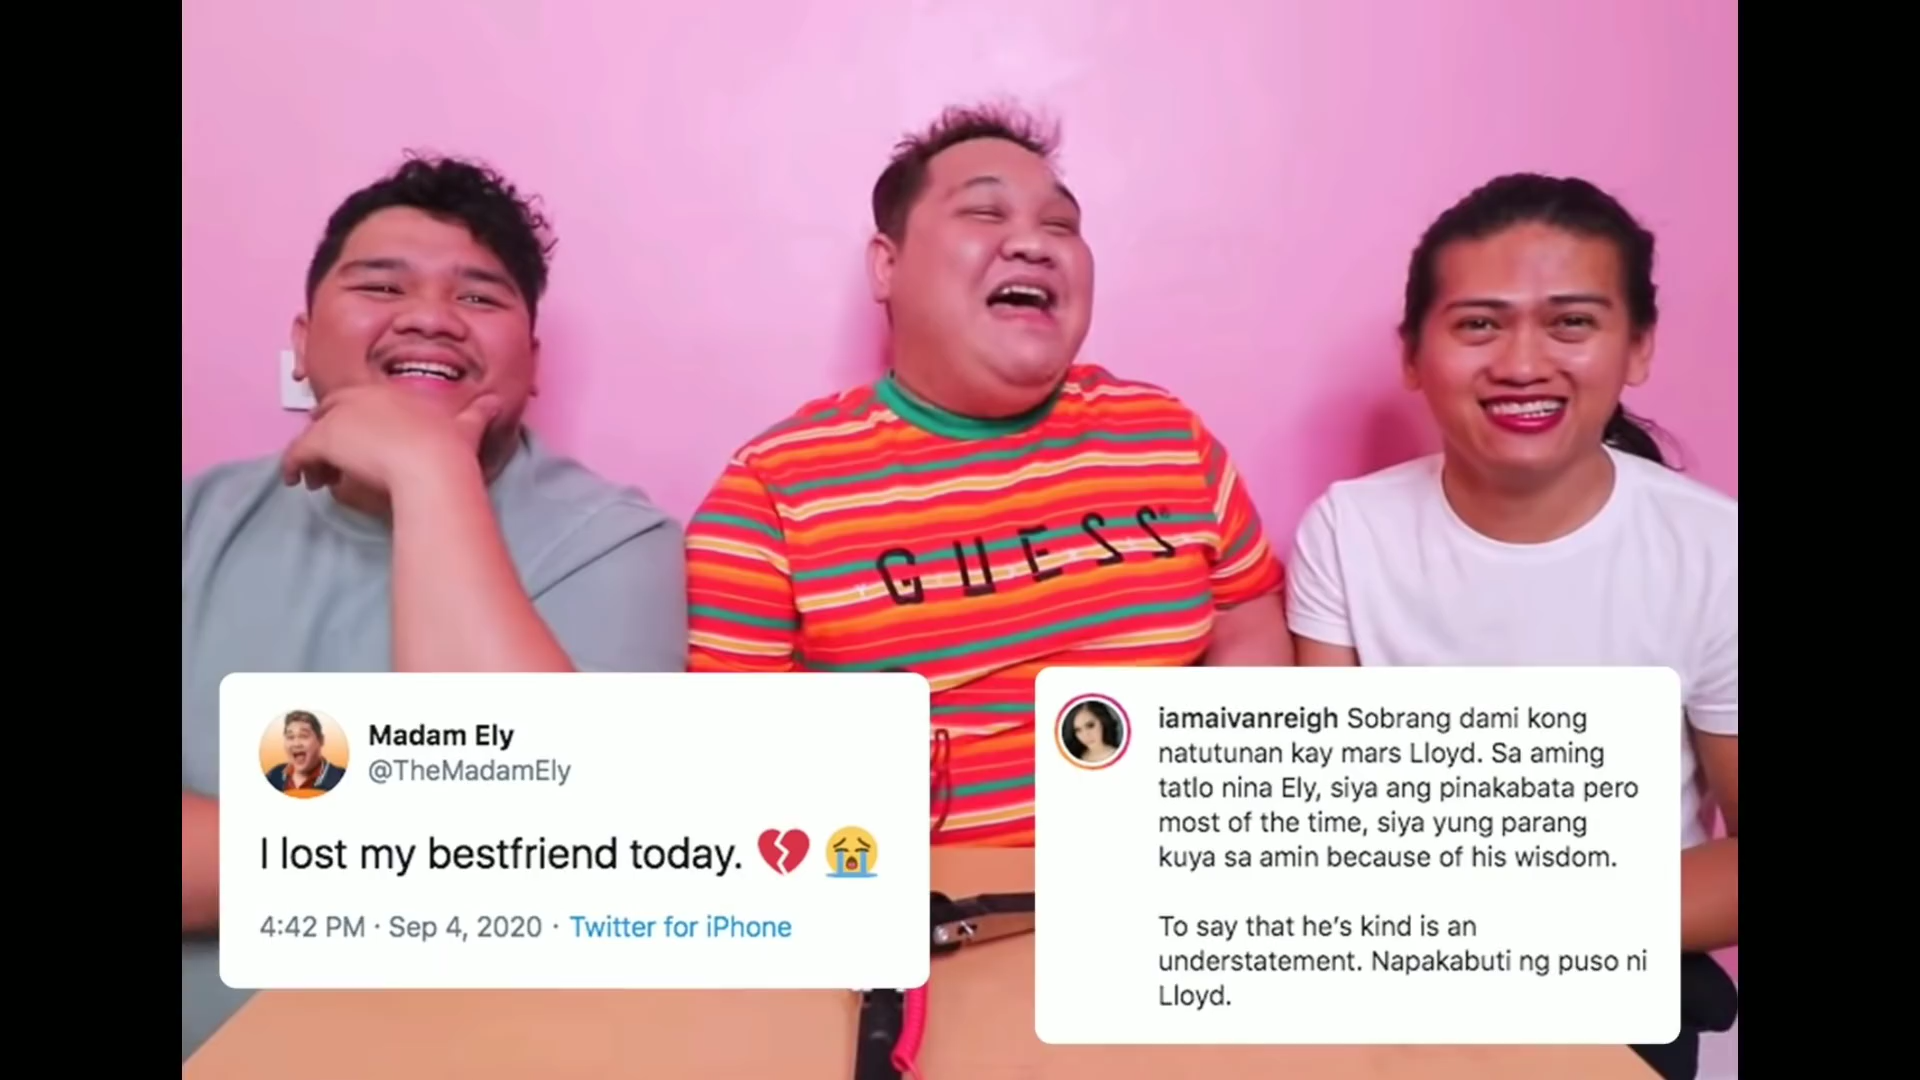 GUESS
Madam Ely
@TheMadamEly
I lost my bestfriend today. 💔 😭
4:42 PM · Sep 4, 2020 · Twitter for iPhone
iamaivanreigh Sobrang dami kong
natutunan kay mars Lloyd. Sa aming
tatlo nina Ely, siya ang pinakabata pero
most of the time, siya yung parang
kuya sa amin because of his wisdom.
To say that he's kind is an
understatement. Napakabuti ng puso ni
Lloyd.